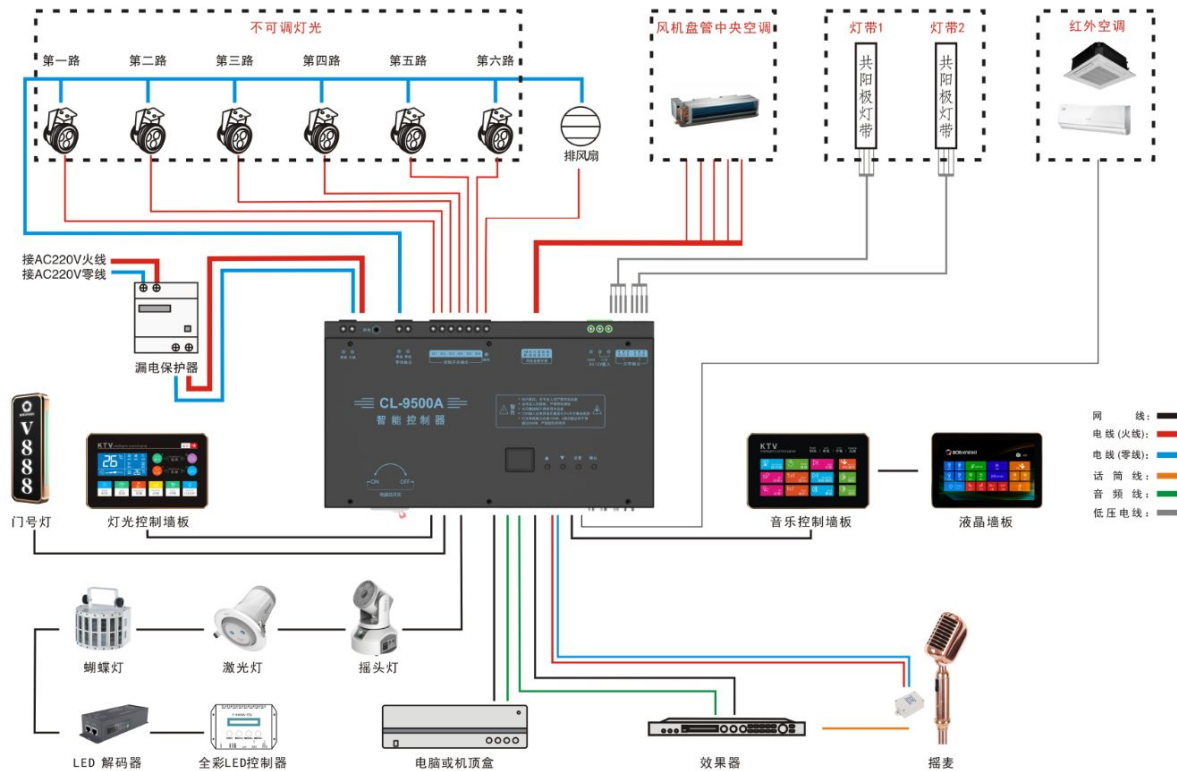 不可调灯光
风机盘管中央空调
灯带1
灯带2
红外空调
第一路
第二路
第三路
第四路
第五路
第六路
共阳极灯带
共阳极灯带
排风扇
接AC220V火线
接AC220V零线
漏电保护器
CL-9500A
智能控制器
ON
OFF
V888
KTV
KTV
门号灯
灯光控制墙板
音乐控制墙板
液晶墙板
网 线:
电线(火线):
电线(零线):
话筒线:
音频线:
低压电线:
蝴蝶灯
激光灯
摇头灯
LED 解码器
全彩LED控制器
电脑或机顶盒
效果器
摇麦